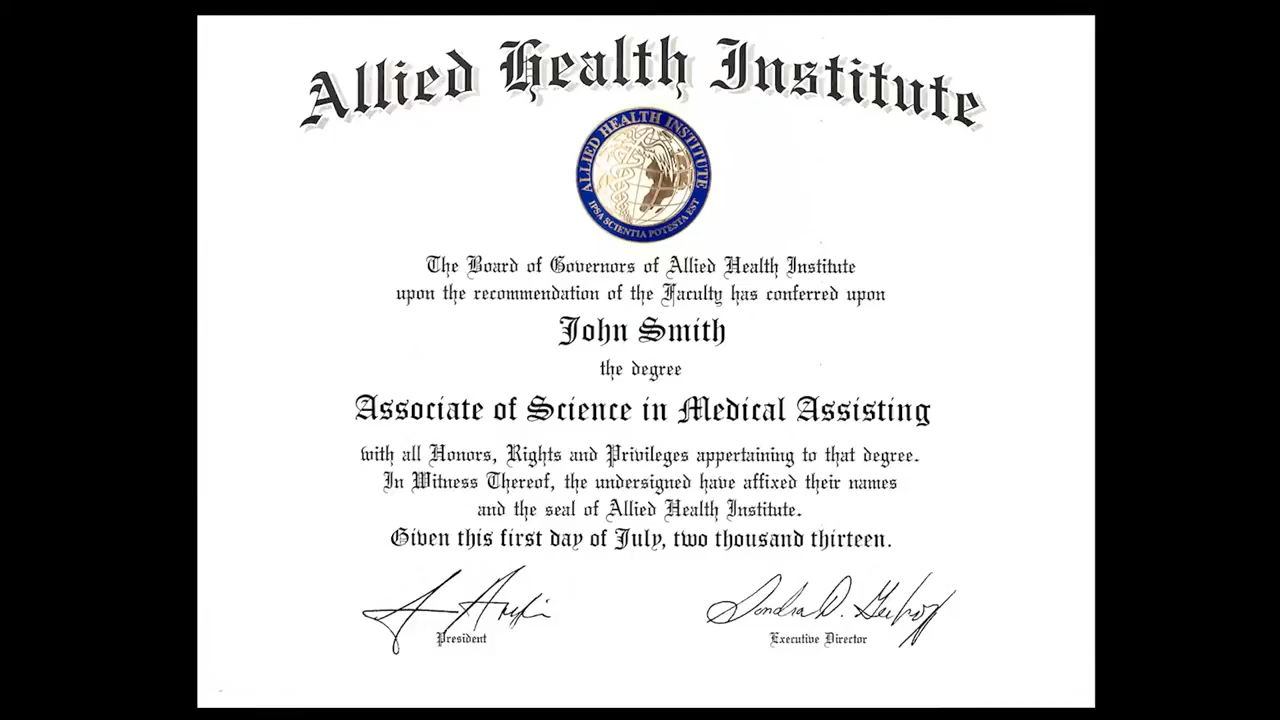 Allied Health Institute
ALLIED HEALTH INSTITUTE
IPSA SCIENTIA POTESTA EST
The Board of Governors of Allied Health Institute
upon the recommendation of the Faculty has conferred upon
John Smith
the degree
Associate of Science in Medical Assisting
with all Honors, Rights and Privileges appertaining to that degree.
In Witness Thereof, the undersigned have affixed their names
and the seal of Allied Health Institute.
Given this first day of July, two thousand thirteen.
Sondra D.
President
Executive Director